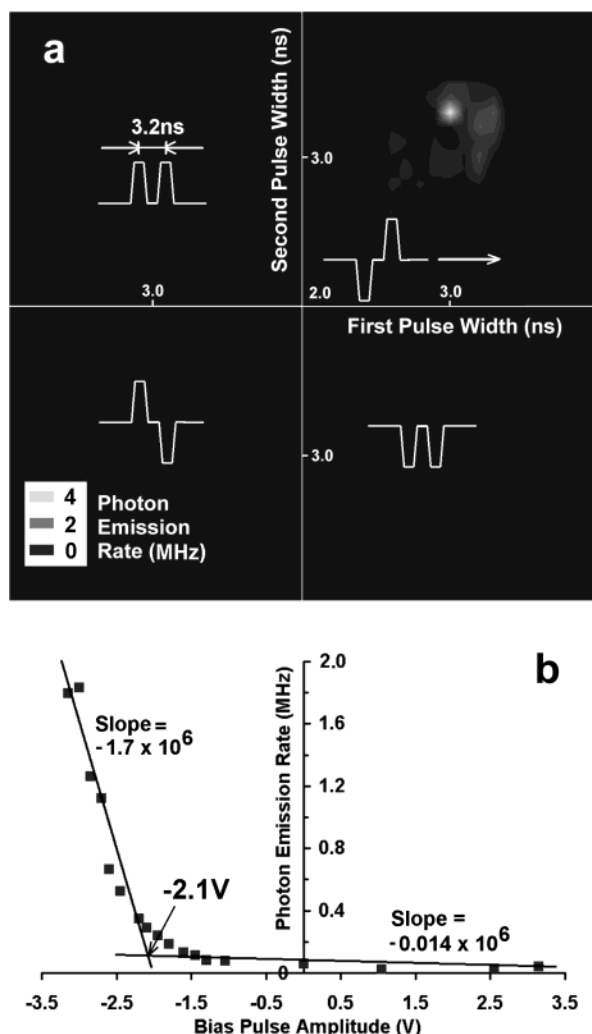 a
Second Pulse Width (ns)
3.2ns
3.0
3.0
2.0
3.0
First Pulse Width (ns)
3.0
4 Photon
2 Emission
0 Rate (MHz)
b
2.0
1.6
1.2
0.8
0.4
0
Photon Emission Rate (MHz)
Slope =
-1.7 x 10⁶
-2.1V
Slope =
-0.014 x 10⁶
-3.5 -2.5 -1.5 -0.5 0.5 1.5 2.5 3.5
Bias Pulse Amplitude (V)